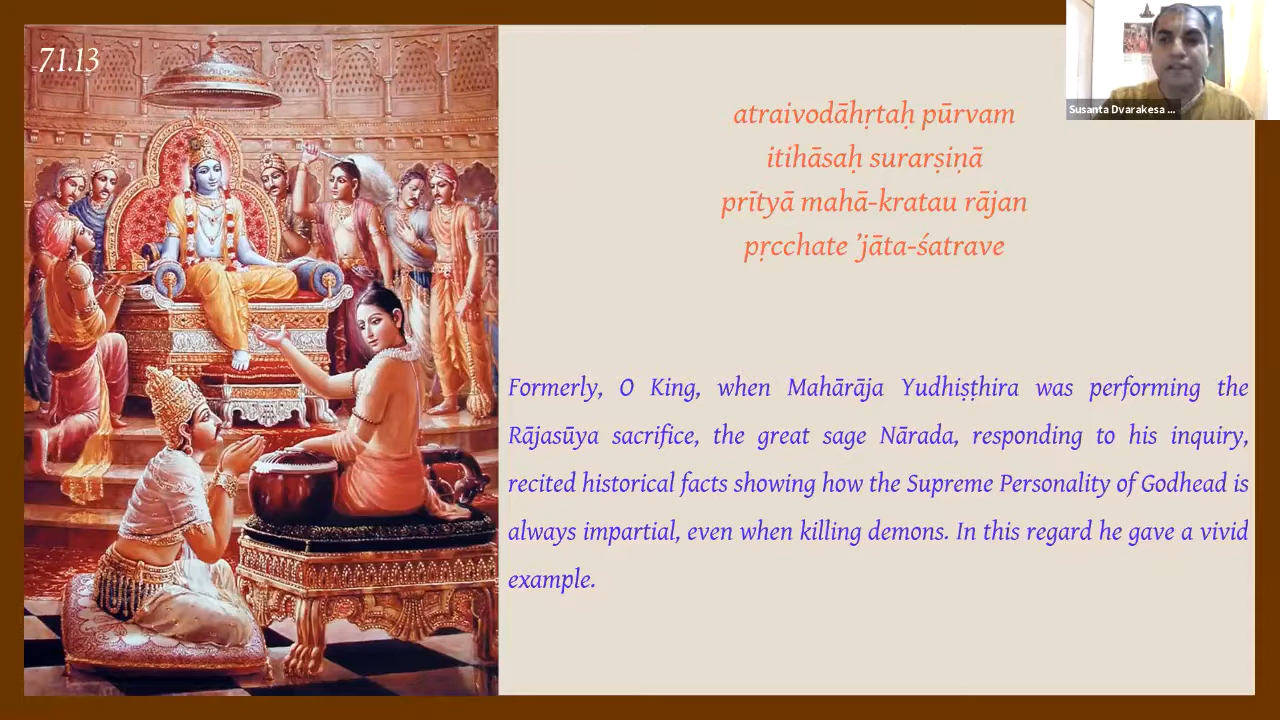 7.1.13
Susanta Dvarakesa ...
atraivodāhṛtaḥ pūrvam
itihāsaḥ surarṣiṇā
prītyā mahā-kratau rājan
pṛcchate ’jāta-śatrave
Formerly, O King, when Mahārāja Yudhiṣṭhira was performing the
Rājasūya sacrifice, the great sage Nārada, responding to his inquiry,
recited historical facts showing how the Supreme Personality of Godhead is
always impartial, even when killing demons. In this regard he gave a vivid
example.